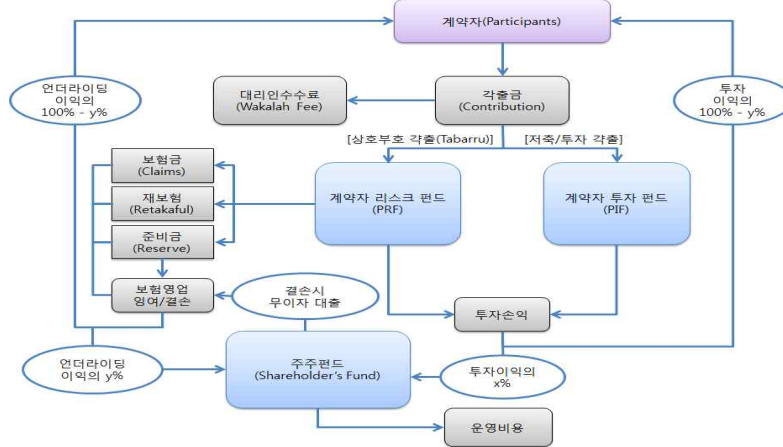 계약자(Participants)
언더라이팅
이익의
100% - y%
대리인수수료
(Wakalah Fee)
각출금
(Contribution)
투자
이익의
100% - y%
[상호부호 각출(Tabarru)]
[저축/투자 각출]
보험금
(Claims)
재보험
(Retakaful)
준비금
(Reserve)
계약자 리스크 펀드
(PRF)
계약자 투자 펀드
(PIF)
보험영업
잉여/결손
결손시
무이자 대출
투자손익
언더라이팅
이익의 y%
주주펀드
(Shareholder's Fund)
투자이익의
x%
운영비용